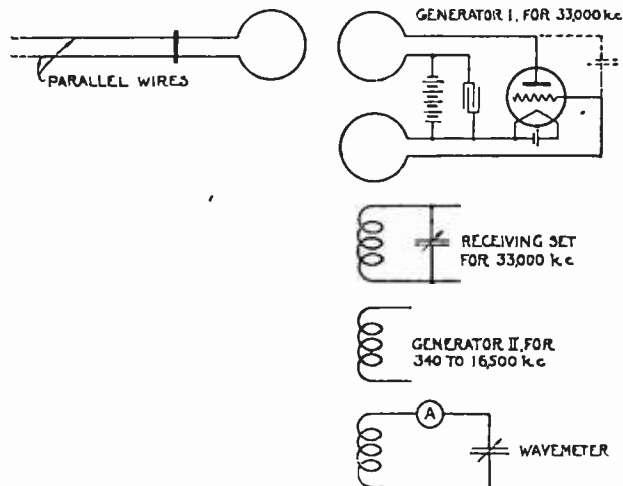 GENERATOR I, FOR 33,000 kc
PARALLEL WIRES
RECEIVING SET
FOR 33,000 kc
GENERATOR II, FOR
340 TO 16,500 kc
A
WAVEMETER